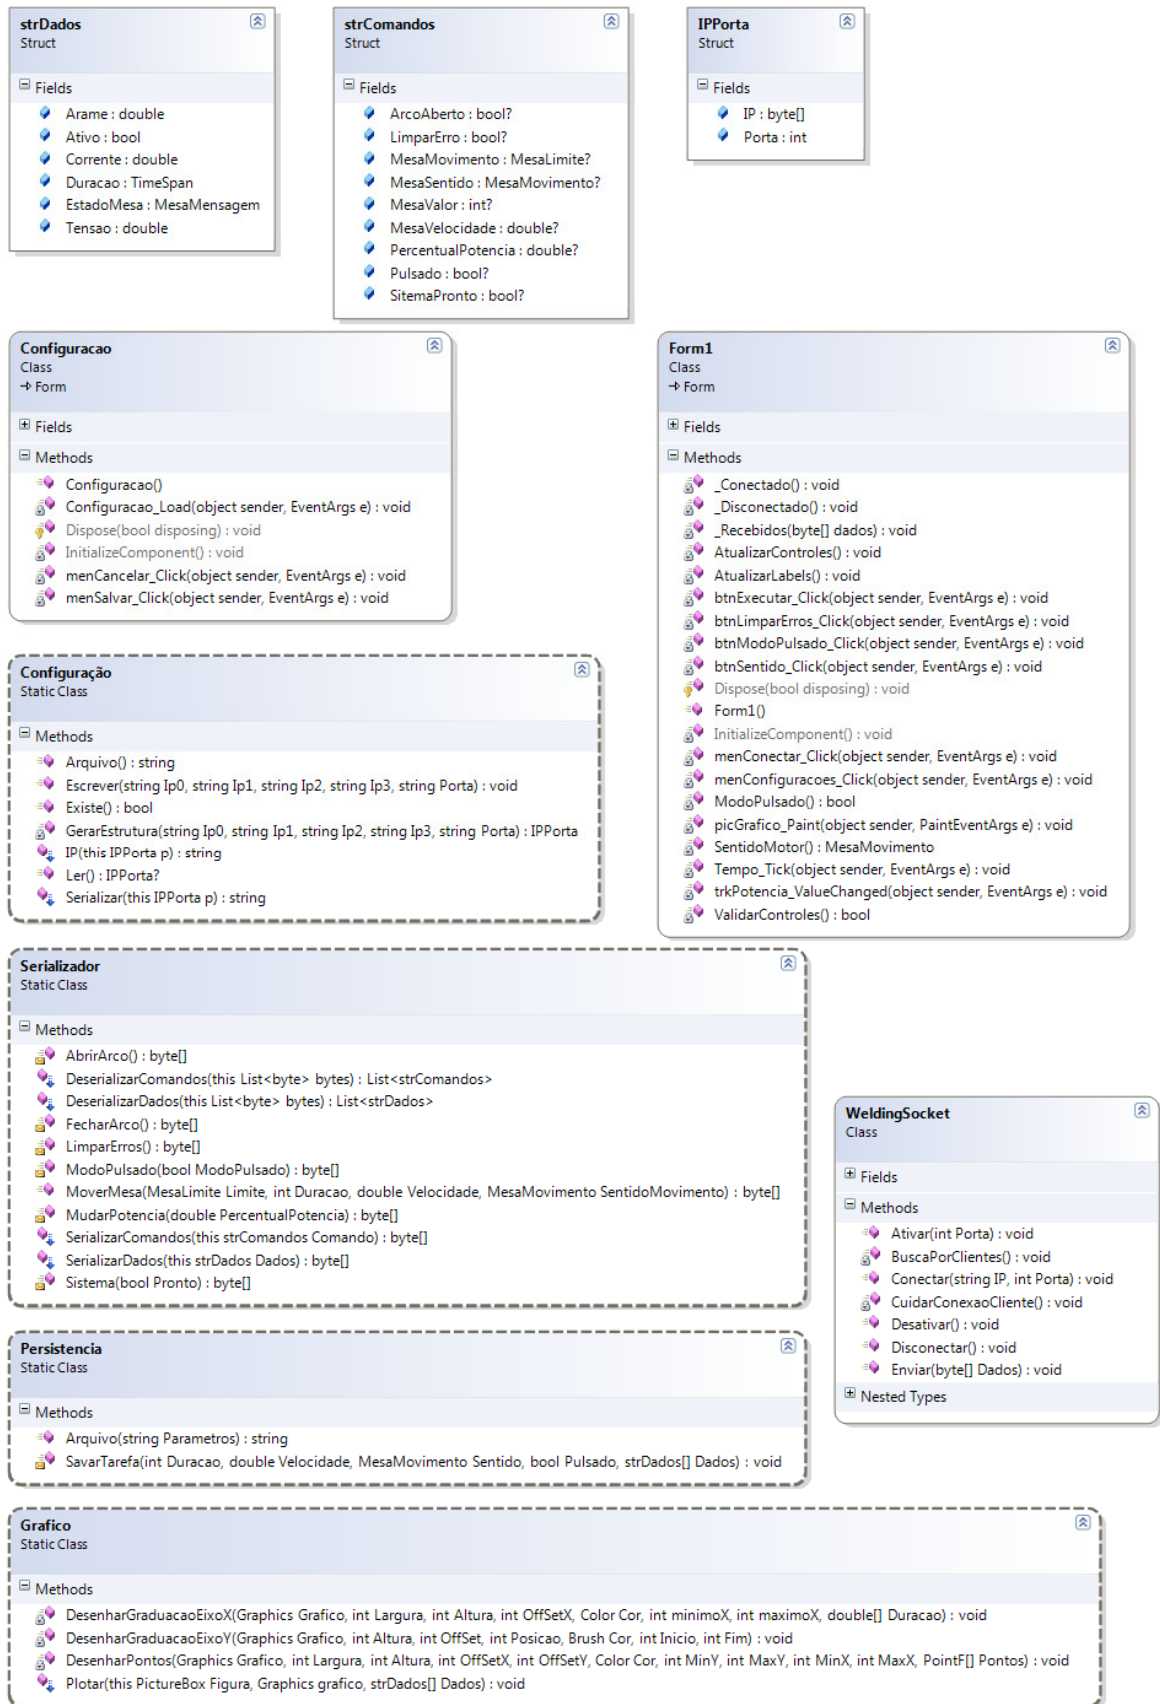 strDados
Struct
Fields
Arame : double
Ativo : bool
Corrente : double
Duracao : TimeSpan
EstadoMesa : MesaMensagem
Tensao : double
strComandos
Struct
Fields
ArcoAberto : bool?
LimparErro : bool?
MesaMovimento : MesaLimite?
MesaSentido : MesaMovimento?
MesaValor : int?
MesaVelocidade : double?
PercentualPotencia : double?
Pulsado : bool?
SitemaPronto : bool?
IPPorta
Struct
Fields
IP : byte[]
Porta : int
Configuracao
Class
Form
Fields
Methods
Configuracao()
Configuracao_Load(object sender, EventArgs e) : void
Dispose(bool disposing) : void
InitializeComponent() : void
menCancelar_Click(object sender, EventArgs e) : void
menSalvar_Click(object sender, EventArgs e) : void
Form1
Class
Form
Fields
Methods
_Conectado() : void
_Disconectado() : void
_Recebidos(byte[] dados) : void
AtualizarControles() : void
AtualizarLabels() : void
btnExecutar_Click(object sender, EventArgs e) : void
btnLimparErros_Click(object sender, EventArgs e) : void
btnModoPulsado_Click(object sender, EventArgs e) : void
btnSentido_Click(object sender, EventArgs e) : void
Dispose(bool disposing) : void
Form1()
InitializeComponent() : void
menConectar_Click(object sender, EventArgs e) : void
menConfiguracoes_Click(object sender, EventArgs e) : void
ModoPulsado() : bool
picGrafico_Paint(object sender, PaintEventArgs e) : void
SentidoMotor() : MesaMovimento
Tempo_Tick(object sender, EventArgs e) : void
trkPotencia_ValueChanged(object sender, EventArgs e) : void
ValidarControles() : bool
Configuração
Static Class
Methods
Arquivo() : string
Escrever(string Ip0, string Ip1, string Ip2, string Ip3, string Porta) : void
Existe() : bool
GerarEstrutura(string Ip0, string Ip1, string Ip2, string Ip3, string Porta) : IPPorta
IP(this IPPorta p) : string
Ler() : IPPorta?
Serializar(this IPPorta p) : string
Serializador
Static Class
Methods
AbrirArco() : byte[]
DeserializarComandos(this List<byte> bytes) : List<strComandos>
DeserializarDados(this List<byte> bytes) : List<strDados>
FecharArco() : byte[]
LimparErros() : byte[]
ModoPulsado(bool ModoPulsado) : byte[]
MoverMesa(MesaLimite Limite, int Duracao, double Velocidade, MesaMovimento SentidoMovimento) : byte[]
MudarPotencia(double PercentualPotencia) : byte[]
SerializarComandos(this strComandos Comando) : byte[]
SerializarDados(this strDados Dados) : byte[]
Sistema(bool Pronto) : byte[]
WeldingSocket
Class
Fields
Methods
Ativar(int Porta) : void
BuscaPorClientes() : void
Conectar(string IP, int Porta) : void
CuidarConexaoCliente() : void
Desativar() : void
Disconectar() : void
Enviar(byte[] Dados) : void
Nested Types
Persistencia
Static Class
Methods
Arquivo(string Parametros) : string
SavarTarefa(int Duracao, double Velocidade, MesaMovimento Sentido, bool Pulsado, strDados[] Dados) : void
Grafico
Static Class
Methods
DesenharGraduacaoEixoX(Graphics Grafico, int Largura, int Altura, int OffSetX, Color Cor, int minimoX, int maximoX, double[] Duracao) : void
DesenharGraduacaoEixoY(Graphics Grafico, int Altura, int OffSet, int Posicao, Brush Cor, int Inicio, int Fim) : void
DesenharPontos(Graphics Grafico, int Largura, int Altura, int OffSetX, int OffSetY, Color Cor, int MinY, int MaxY, int MinX, int MaxX, PointF[] Pontos) : void
Plotar(this PictureBox Figura, Graphics grafico, strDados[] Dados) : void